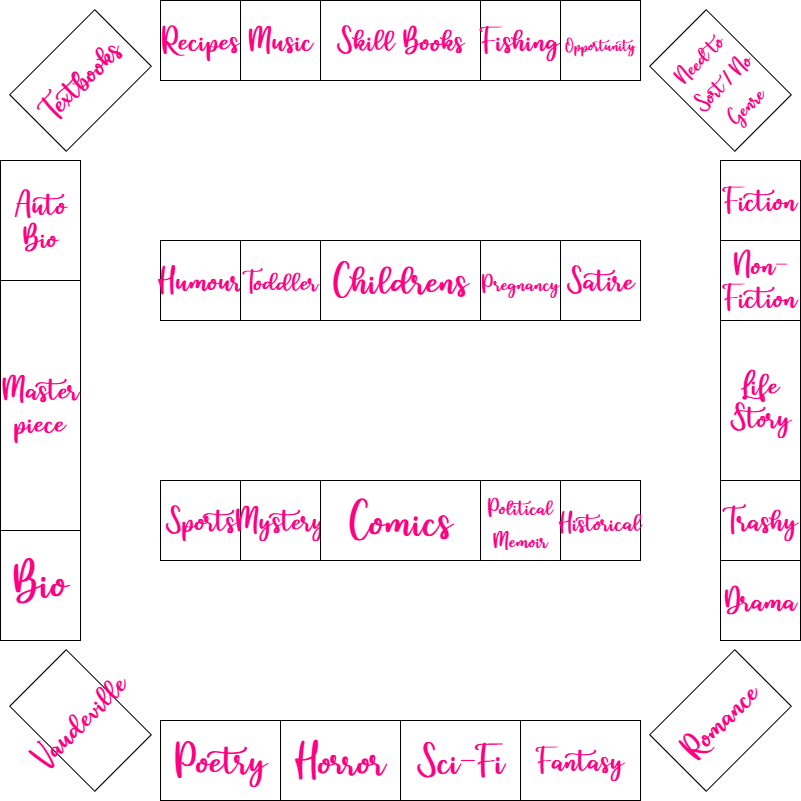 Textbooks
Recipes
Music
Skill Books
Fishing
Opportunity
Need to
Sort / No
Genre
Auto
Bio
Master
piece
Bio
Humour
Toddler
Childrens
Pregnancy
Satire
Fiction
Non-
Fiction
Life
Story
Trashy
Drama
Sports
Mystery
Comics
Political
Memoir
Historical
Vaudeville
Poetry
Horror
Sci-Fi
Fantasy
Romance